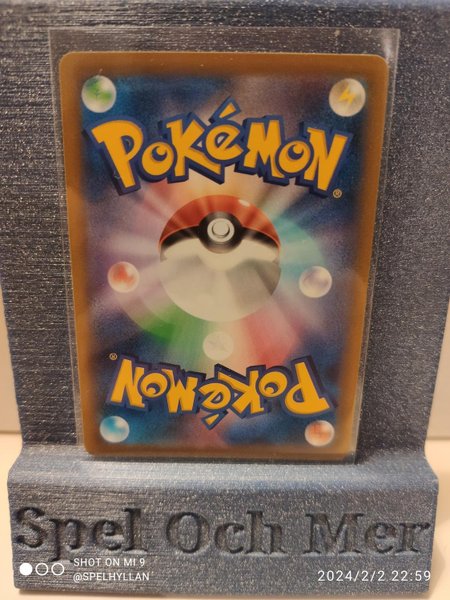 POKéMON®
POKéMON®
Spel Och Mer
SHOT ON MI 9
@SPELHYLLAN
2024/2/2 22:59